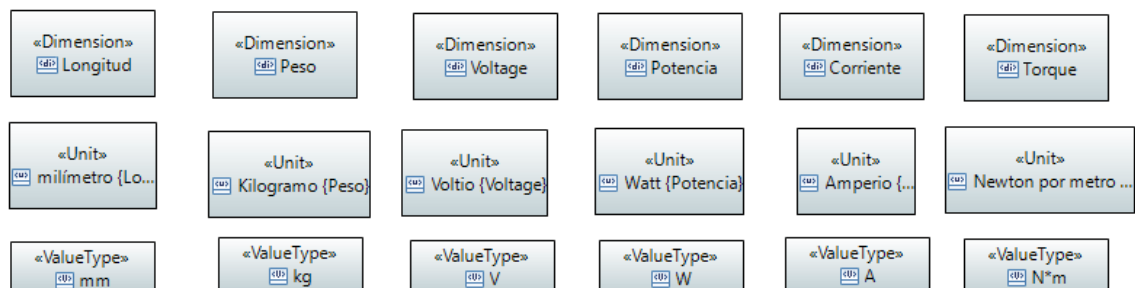 «Dimension»
Longitud
«Dimension»
Peso
«Dimension»
Voltage
«Dimension»
Potencia
«Dimension»
Corriente
«Dimension»
Torque
«Unit»
milímetro {Lo...
«Unit»
Kilogramo {Peso}
«Unit»
Voltio {Voltage}
«Unit»
Watt {Potencia}
«Unit»
Amperio {...
«Unit»
Newton por metro ...
«ValueType»
mm
«ValueType»
kg
«ValueType»
V
«ValueType»
W
«ValueType»
A
«ValueType»
N*m